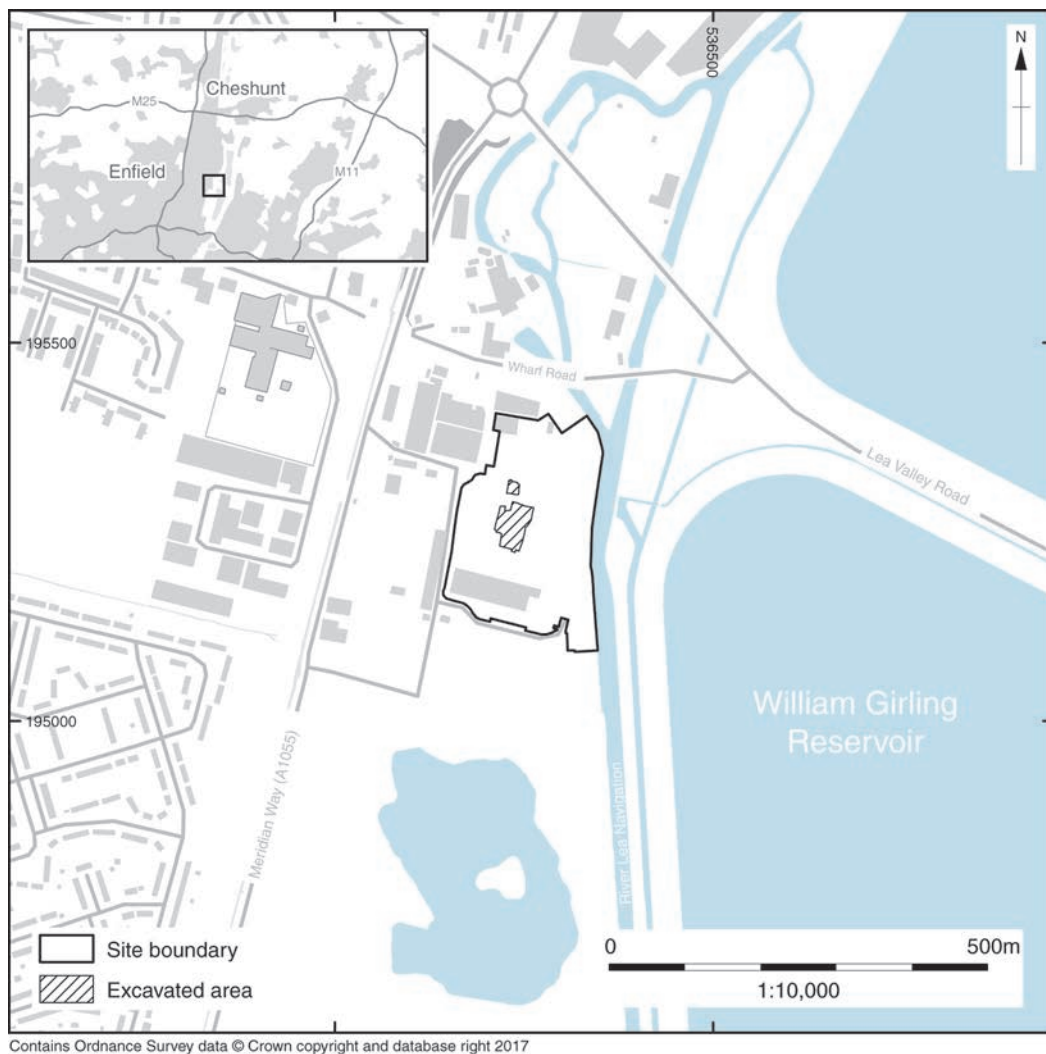 536500
N
Cheshunt
M25
Enfield
M11
195500
Wharf Road
Lea Valley Road
195000
William Girling
Reservoir
Meridian Way (A1055)
River Lea Navigation
Site boundary
Excavated area
0 500m
1:10,000
Contains Ordnance Survey data © Crown copyright and database right 2017